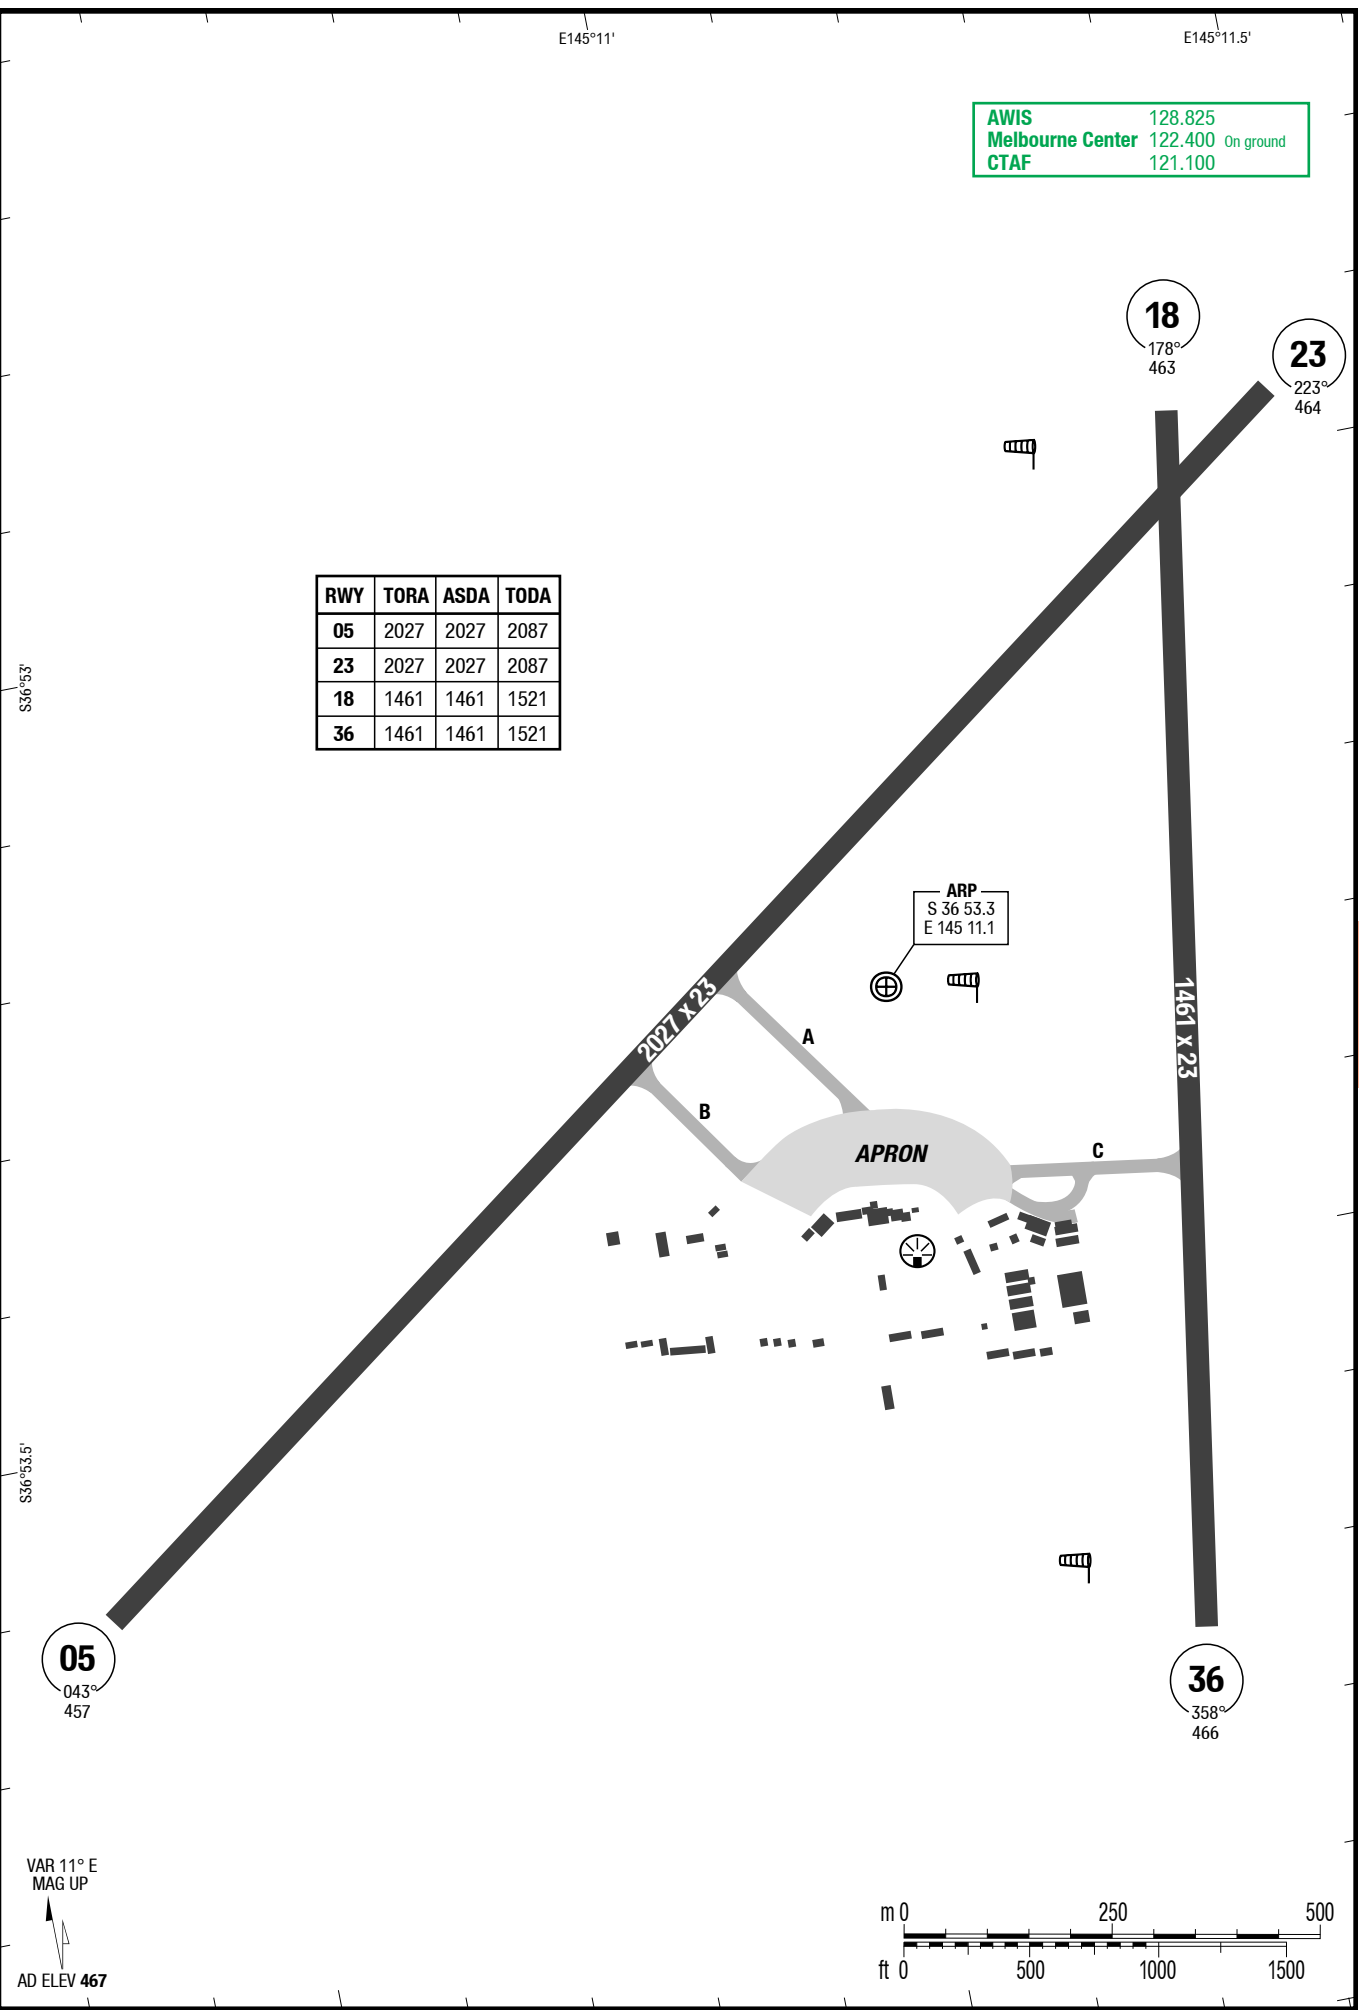 E145°11'
E145°11.5'
AWIS 128.825
Melbourne Center 122.400 On ground
CTAF 121.100
18
178°
463
23
223°
464
RWY TORA ASDA TODA
05 2027 2027 2087
23 2027 2027 2087
18 1461 1461 1521
36 1461 1461 1521
S36°53'
ARP
S 36 53.3
E 145 11.1
2027 x 23
1461 x 23
A
B
C
APRON
S36°53.5'
05
043°
457
36
358°
466
VAR 11° E
MAG UP
AD ELEV 467
m 0 250 500
ft 0 500 1000 1500